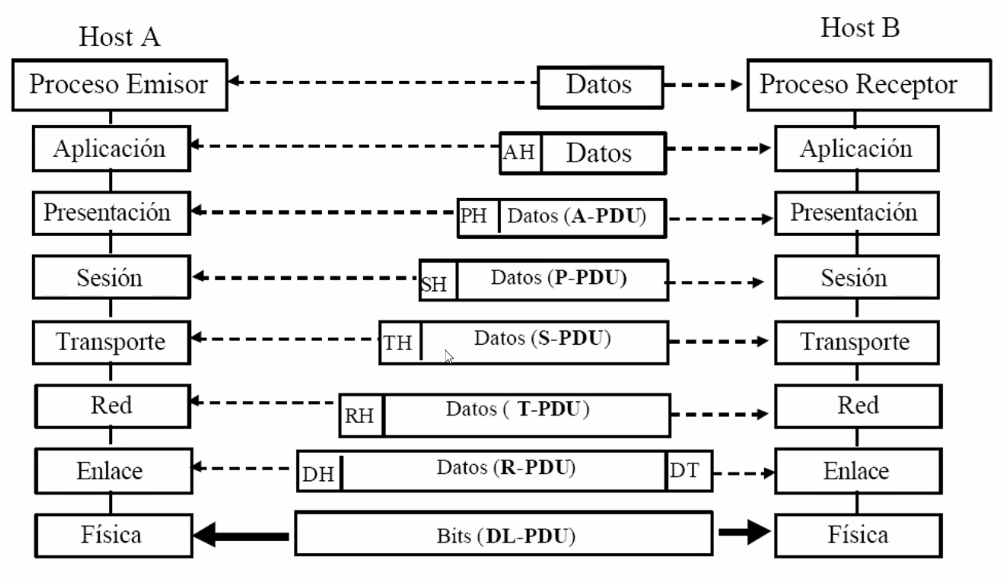 Host A
Host B
Proceso Emisor
Datos
Proceso Receptor
Aplicación
AH
Datos
Aplicación
Presentación
PH
Datos (A-PDU)
Presentación
Sesión
SH
Datos (P-PDU)
Sesión
Transporte
TH
Datos (S-PDU)
Transporte
Red
RH
Datos ( T-PDU)
Red
Enlace
DH
Datos (R-PDU)
DT
Enlace
Física
Bits (DL-PDU)
Física